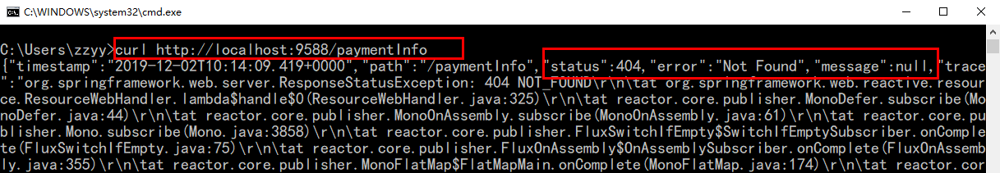 C:\WINDOWS\system32\cmd.exe
C:\Users\zzyy>curl http://localhost:9588/paymentInfo
{"timestamp":"2019-12-02T10:14:09.419+0000","path":"/paymentInfo","status":404,"error":"Not Found","message":null,"trace
":"org.springframework.web.server.ResponseStatusException: 404 NOT_FOUND\r\n\tat org.springframework.web.reactive.resour
ce.ResourceWebHandler.lambda$handle$0(ResourceWebHandler.java:325)\r\n\tat reactor.core.publisher.MonoDefer.subscribe(Mo
noDefer.java:44)\r\n\tat reactor.core.publisher.MonoOnAssembly.subscribe(MonoOnAssembly.java:61)\r\n\tat reactor.core.pu
blisher.Mono.subscribe(Mono.java:3858)\r\n\tat reactor.core.publisher.FluxSwitchIfEmpty$SwitchIfEmptySubscriber.onComple
te(FluxSwitchIfEmpty.java:75)\r\n\tat reactor.core.publisher.FluxOnAssembly$OnAssemblySubscriber.onComplete(FluxOnAssemb
ly.java:355)\r\n\tat reactor.core.publisher.MonoFlatMap$FlatMapMain.onComplete(MonoFlatMap.java:174)\r\n\tat reactor.cor